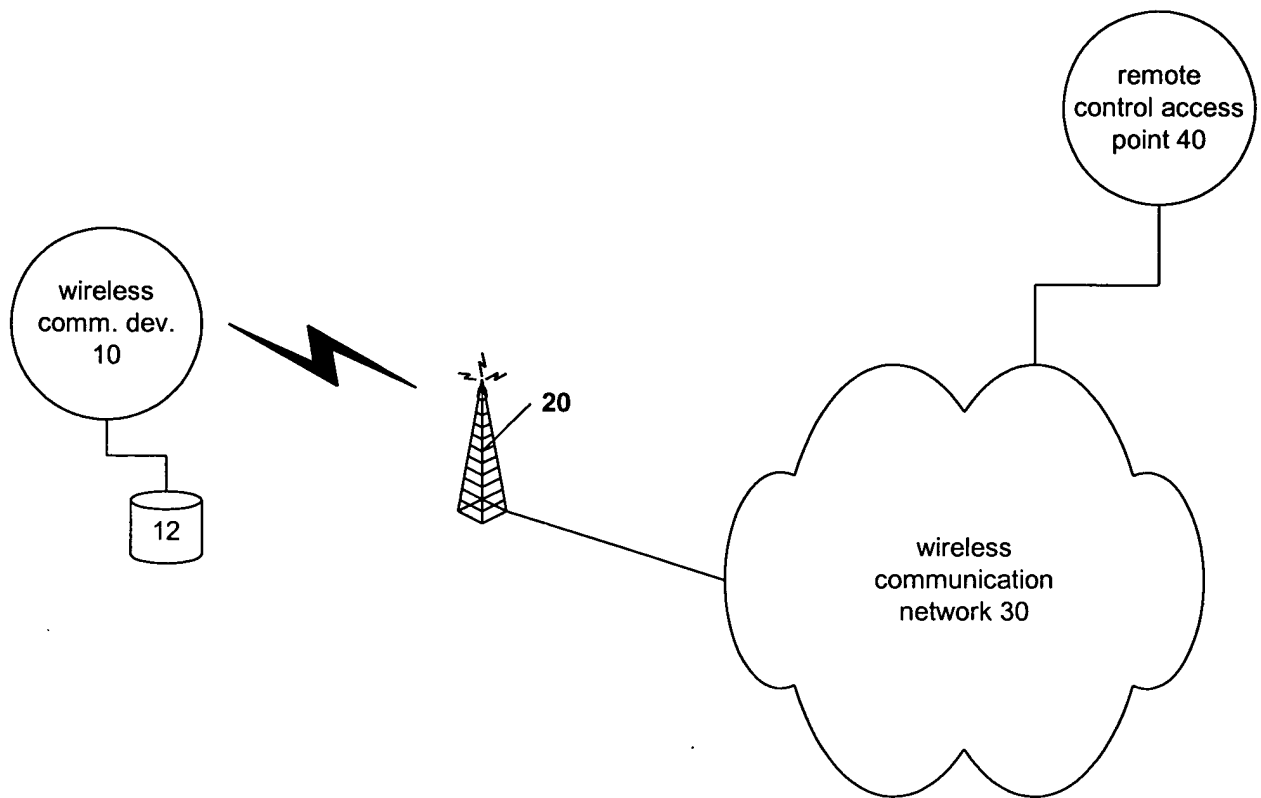 remote
control access
point 40
wireless
comm. dev.
10
20
12
wireless
communication
network 30